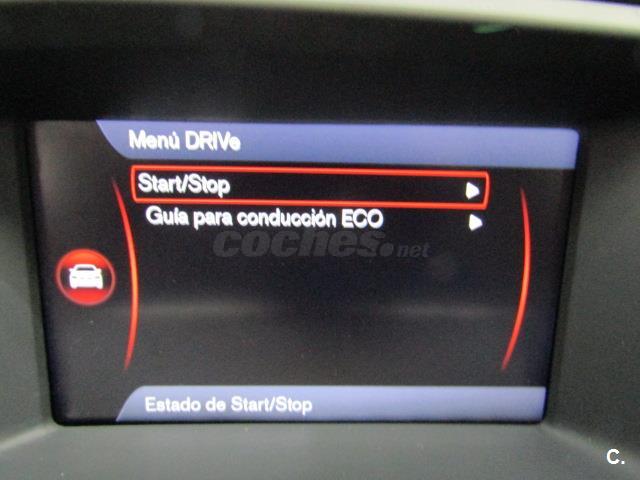 Menú DRIVe
Start/Stop
Guía para conducción ECO
coches.net
Estado de Start/Stop
C.